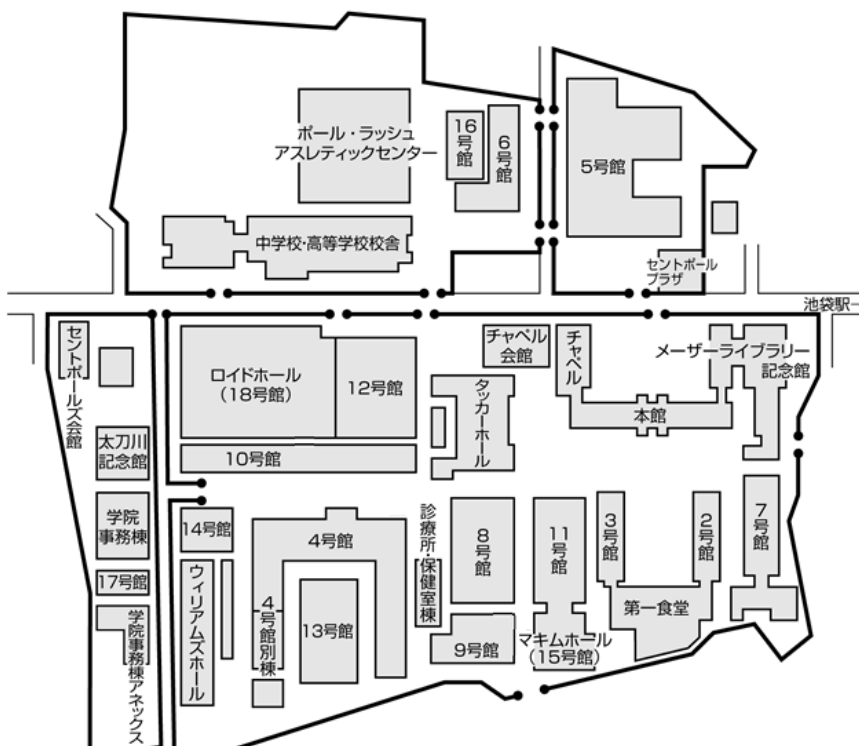 ポール・ラッシュ
アスレティックセンター
16号館
6号館
5号館
中学校・高等学校校舎
セントポール
プラザ
池袋駅
セントポールズ会館
ロイドホール
(18号館)
12号館
チャペル
会館
チャペル
メーザーライブラリー
記念館
本館
タッカーホール
太刀川
記念館
10号館
学院
事務棟
14号館
4号館
診療所・保健室棟
8号館
11号館
3号館
2号館
7号館
17号館
ウィリアムズホール
4号館別棟
13号館
第一食堂
9号館
マキムホール
(15号館)
学院事務棟アネックス